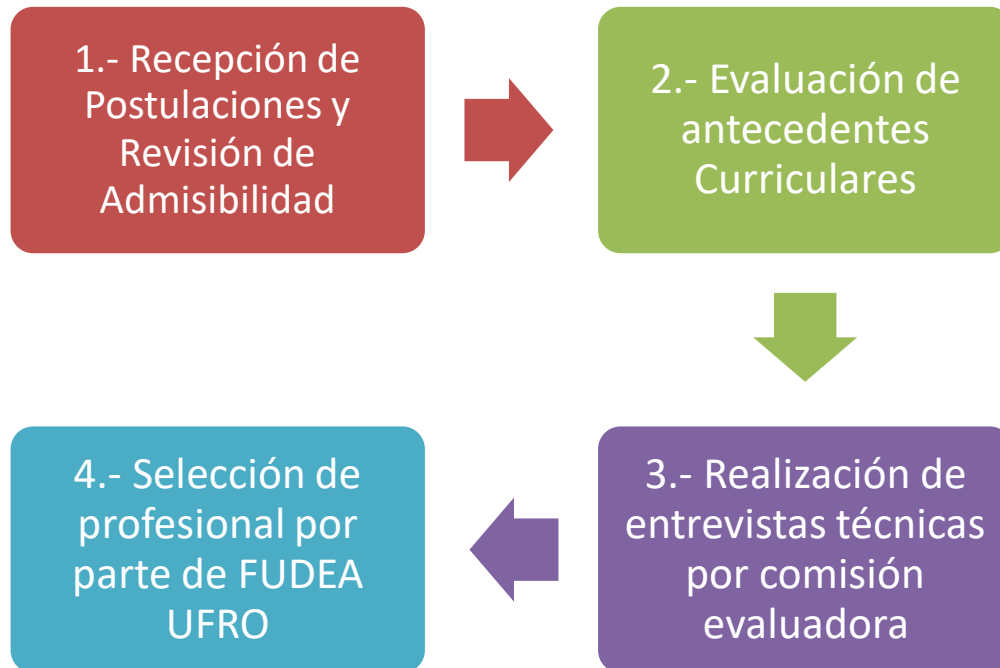 1.- Recepción de
Postulaciones y
Revisión de
Admisibilidad
2.- Evaluación de
antecedentes
Curriculares
3.- Realización de
entrevistas técnicas
por comisión
evaluadora
4.- Selección de
profesional por
parte de FUDEA
UFRO